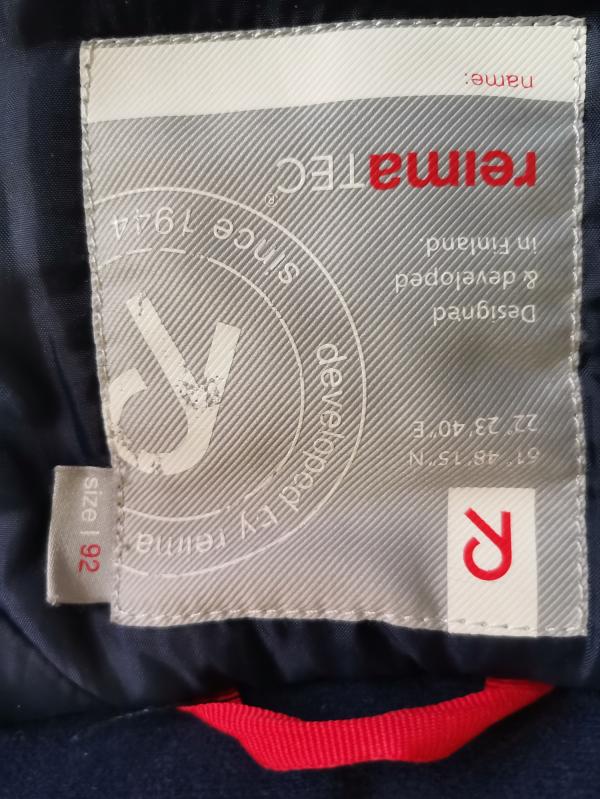 61° 48'15"N
22° 23'40"E
Designed
& developed
in Finland.
reimaTEC®
name:
developed by reima
since 1944
size | 92